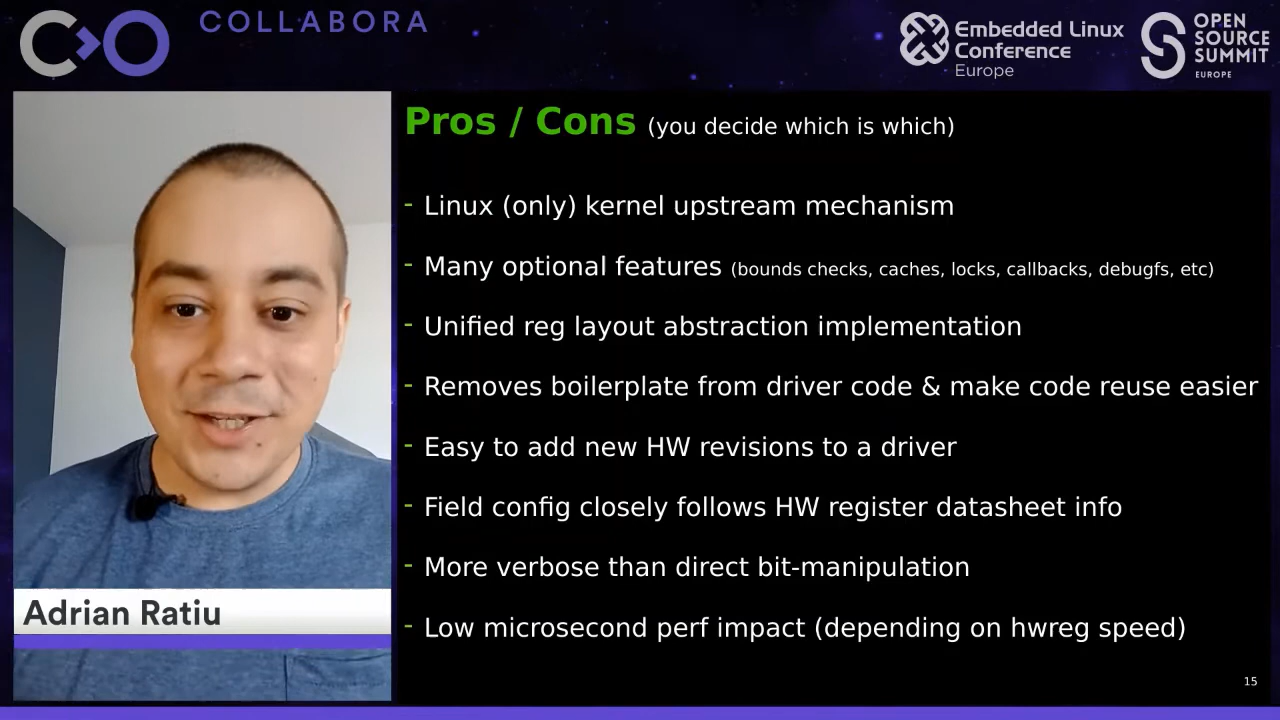 COLLABORA
Embedded Linux
Conference
Europe
OPEN
SOURCE
SUMMIT
EUROPE
Pros / Cons (you decide which is which)
- Linux (only) kernel upstream mechanism
- Many optional features (bounds checks, caches, locks, callbacks, debugfs, etc)
- Unified reg layout abstraction implementation
- Removes boilerplate from driver code & make code reuse easier
- Easy to add new HW revisions to a driver
- Field config closely follows HW register datasheet info
- More verbose than direct bit-manipulation
- Low microsecond perf impact (depending on hwreg speed)
Adrian Ratiu
15